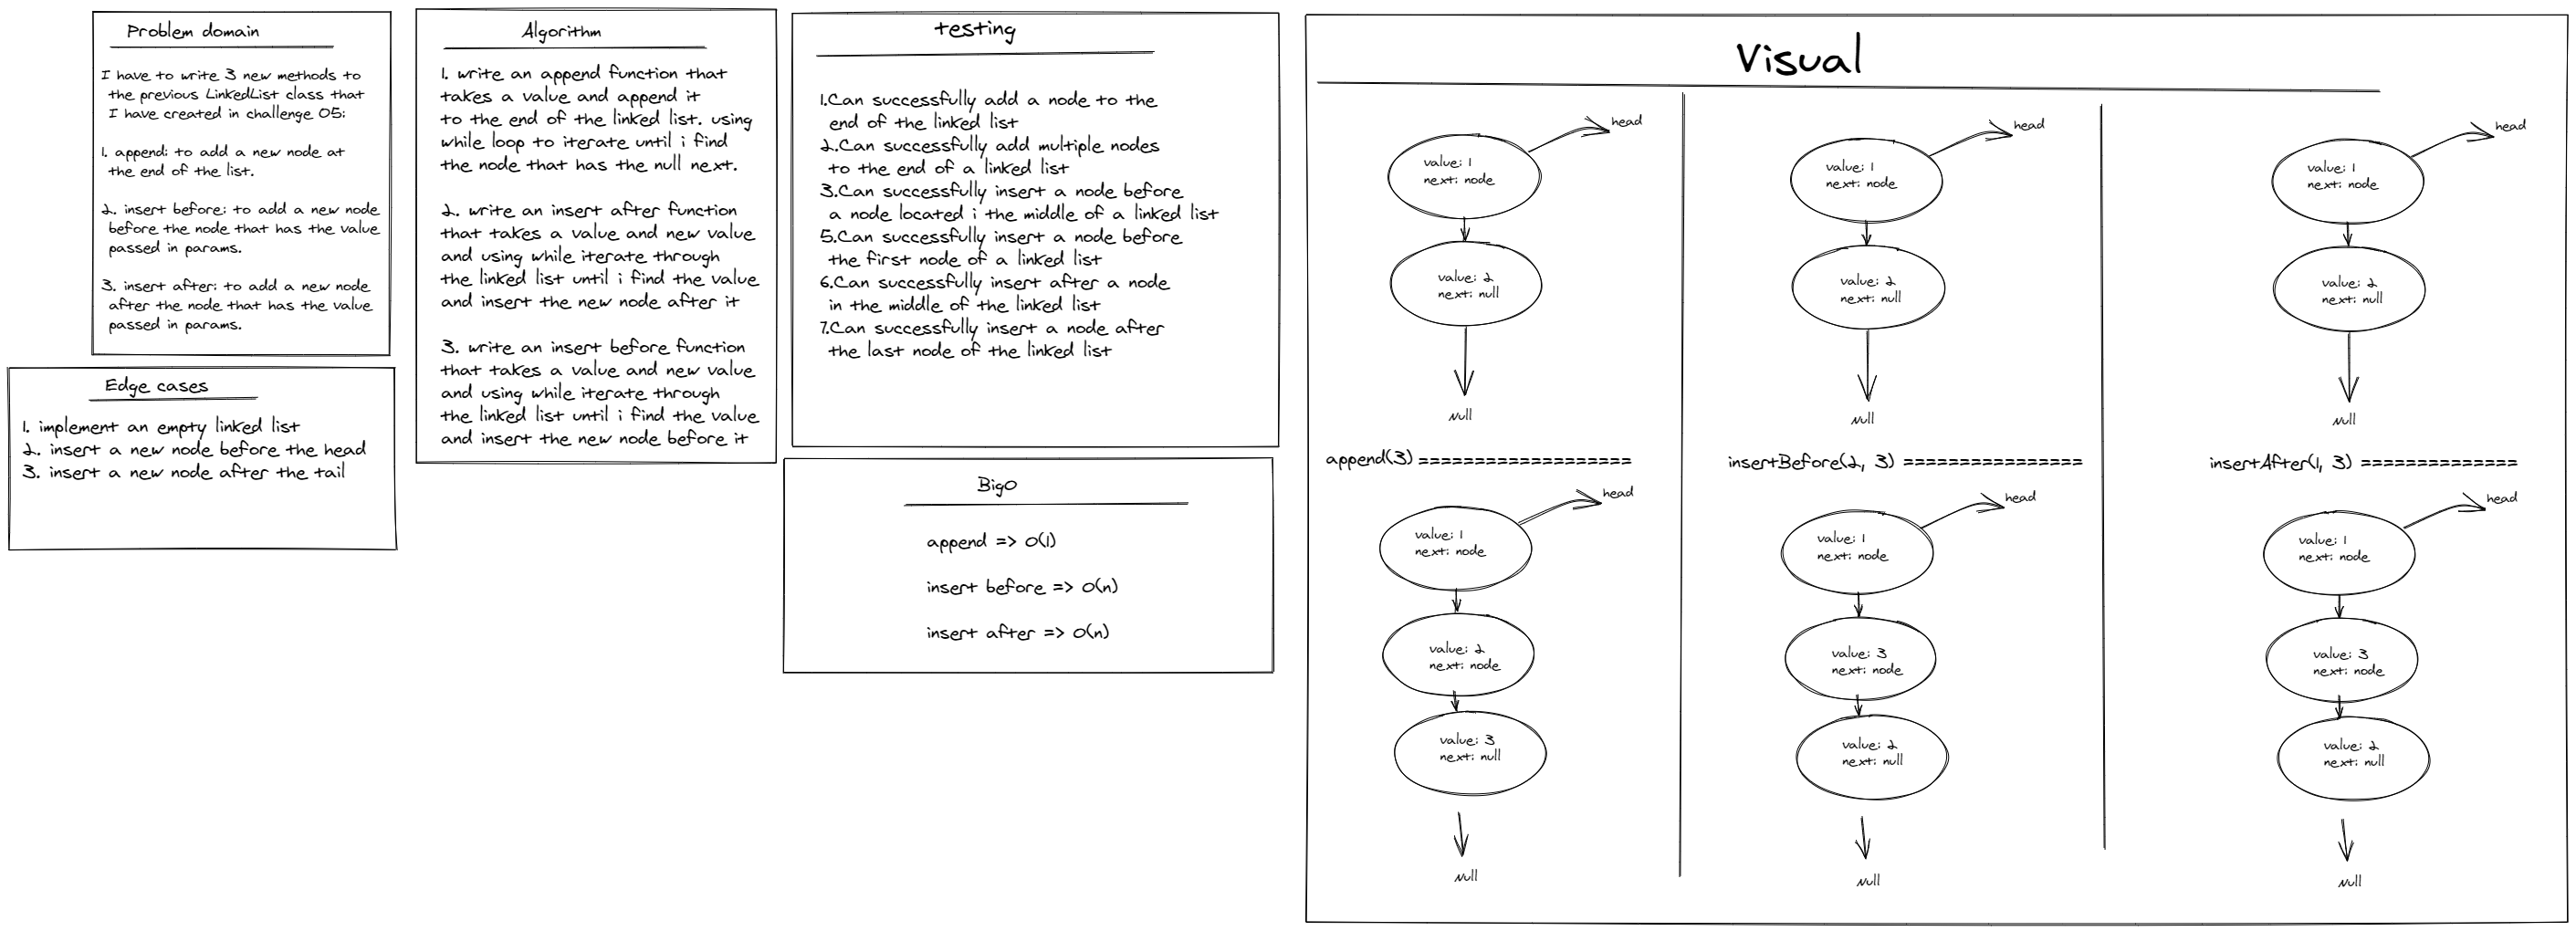 Problem domain
I have to write 3 new methods to
the previous LinkedList class that
I have created in challenge 05:
1. append: to add a new node at
the end of the list.
2. insert before: to add a new node
before the node that has the value
passed in params.
3. insert after: to add a new node
after the node that has the value
passed in params.
Edge cases
1. implement an empty linked list
2. insert a new node before the head
3. insert a new node after the tail
Algorithm
1. write an append function that
takes a value and append it
to the end of the linked list. using
while loop to iterate until i find
the node that has the null next.
2. write an insert after function
that takes a value and new value
and using while iterate through
the linked list until i find the value
and insert the new node after it
3. write an insert before function
that takes a value and new value
and using while iterate through
the linked list until i find the value
and insert the new node before it
testing
1.Can successfully add a node to the
end of the linked list
2.Can successfully add multiple nodes
to the end of a linked list
3.Can successfully insert a node before
a node located i the middle of a linked list
5.Can successfully insert a node before
the first node of a linked list
6.Can successfully insert after a node
in the middle of the linked list
7.Can successfully insert a node after
the last node of the linked list
BigO
append => O(1)
insert before => O(n)
insert after => O(n)
Visual
head
value: 1
next: node
value: 2
next: null
Null
append(3) ===================
head
value: 1
next: node
value: 2
next: node
value: 3
next: null
Null
head
value: 1
next: node
value: 2
next: null
Null
insertBefore(2, 3) ================
head
value: 1
next: node
value: 3
next: node
value: 2
next: null
Null
head
value: 1
next: node
value: 2
next: null
Null
insertAfter(1, 3) ==============
head
value: 1
next: node
value: 3
next: node
value: 2
next: null
Null